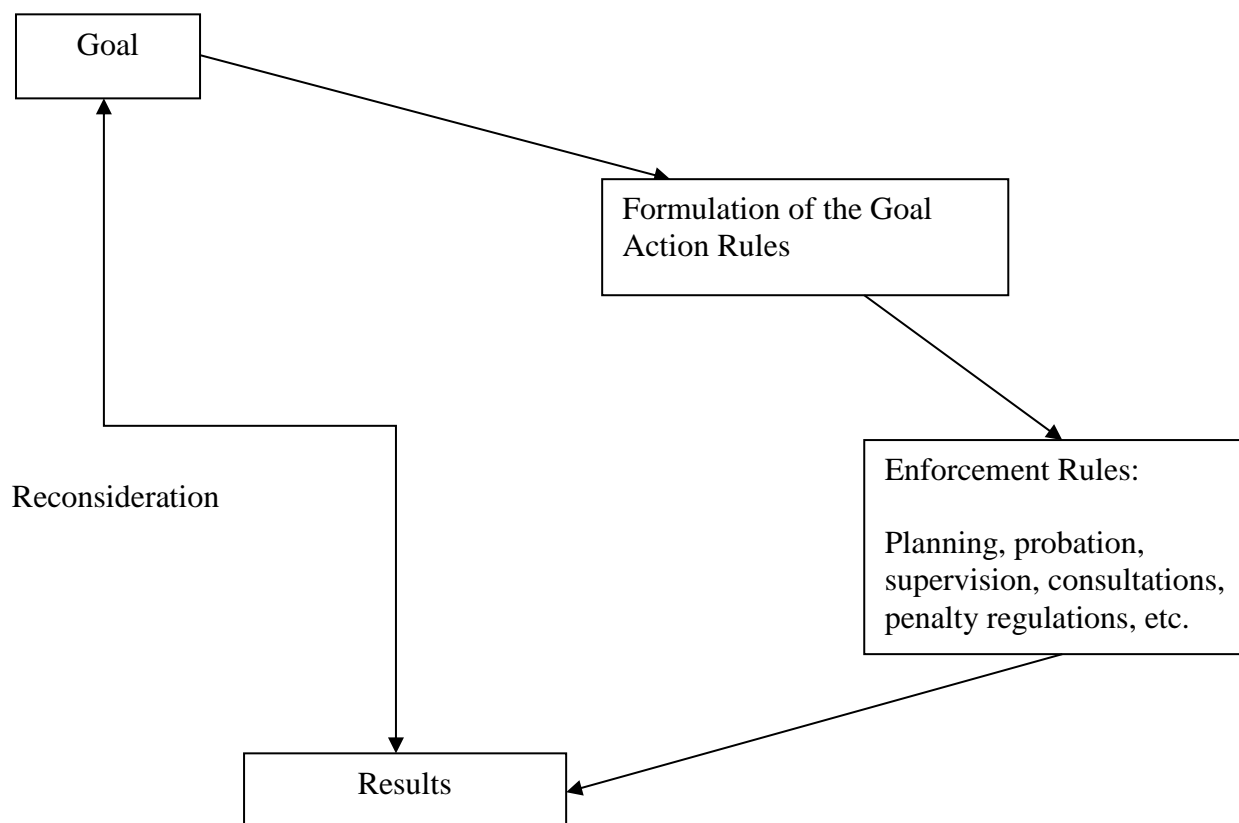 Goal
Formulation of the Goal
Action Rules
Enforcement Rules:
Planning, probation,
supervision, consultations,
penalty regulations, etc.
Reconsideration
Results